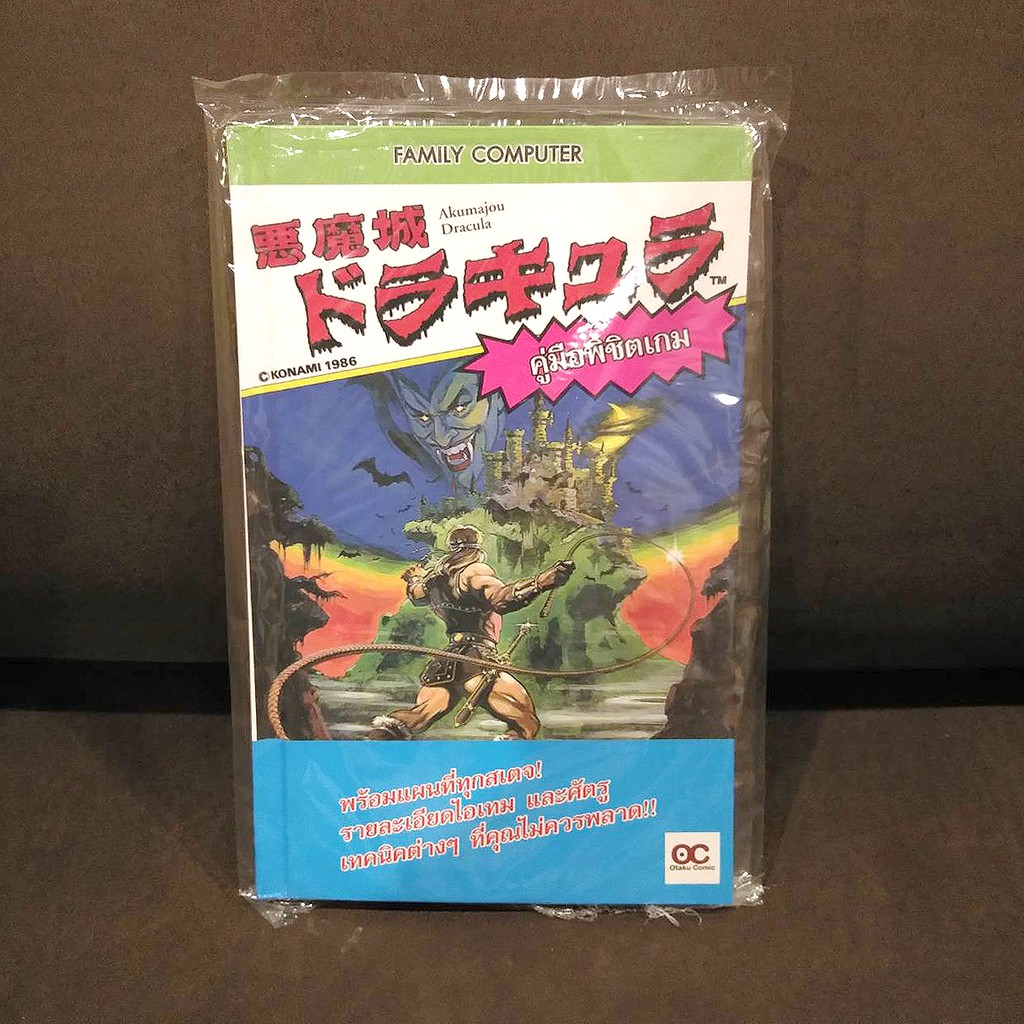 FAMILY COMPUTER
悪魔城
Akumajou
Dracula
ドラキュラ™
คู่มือพิชิตเกม
©KONAMI 1986
พร้อมแผนที่ทุกสเตจ!
รายละเอียดไอเทม และศัตรู
เทคนิคต่างๆ ที่คุณไม่ควรพลาด!!
OC
Otaku Comic